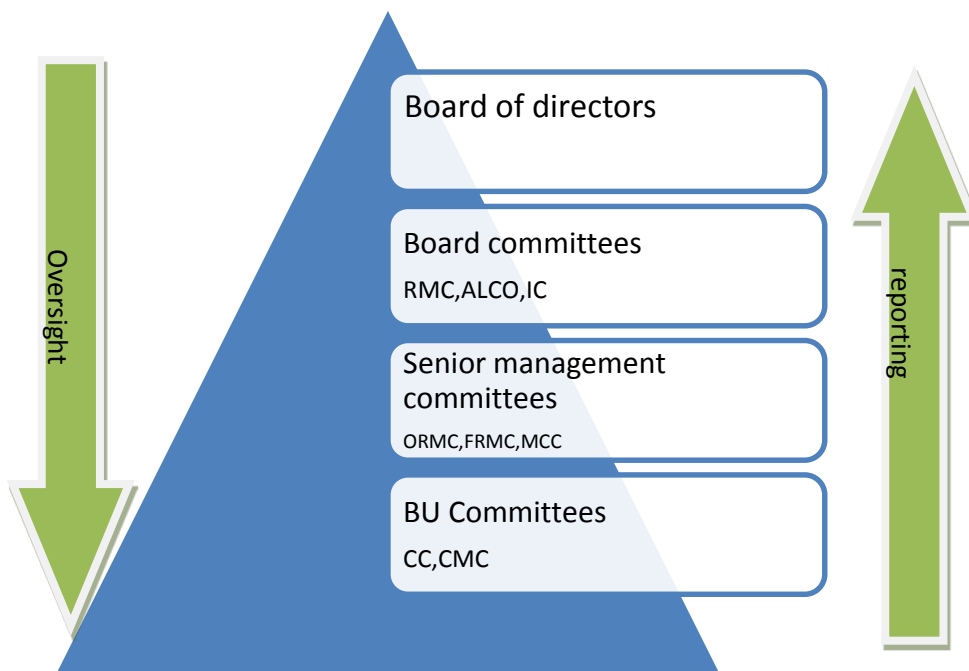 Oversight
Board of directors
Board committees
RMC,ALCO,IC
Senior management
committees
ORMC,FRMC,MCC
BU Committees
CC,CMC
reporting